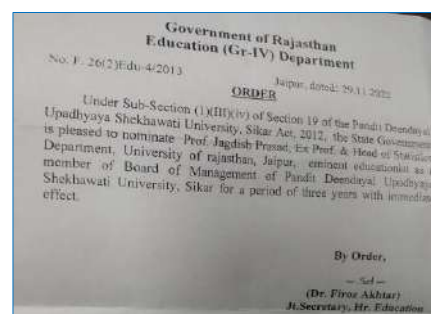 Government of Rajasthan
Education (Gr-IV) Department
No. F. 26(2)Edu-4/2013
Jaipur, dated: 29.11.2022
ORDER
Under Sub-Section (1)(III)(iv) of Section 19 of the Pandit Deendayal
Upadhyaya Shekhawati University, Sikar Act, 2012, the State Government
is pleased to nominate Prof. Jagdish Prasad, Ex Prof. & Head of Statistics
Department, University of rajasthan, Jaipur, eminent educationist as
member of Board of Management of Pandit Deendayal Upadhyaya
Shekhawati University, Sikar for a period of three years with immediate
effect.
By Order,
– Sd –
(Dr. Firoz Akhtar)
Jt.Secretary, Hr. Education